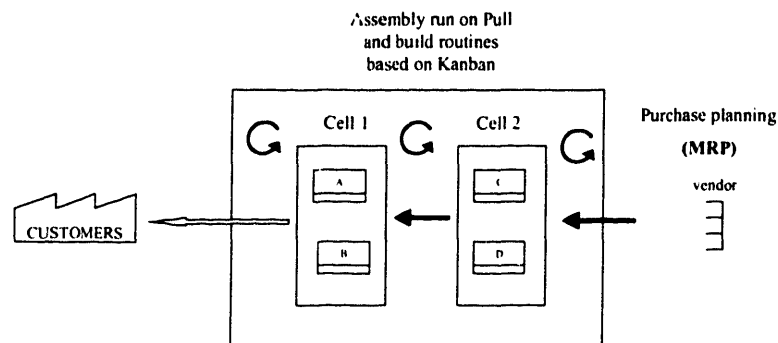 Assembly run on Pull
and build routines
based on Kanban
Cell 1
Cell 2
Purchase planning
(MRP)
vendor
A
C
B
D
CUSTOMERS